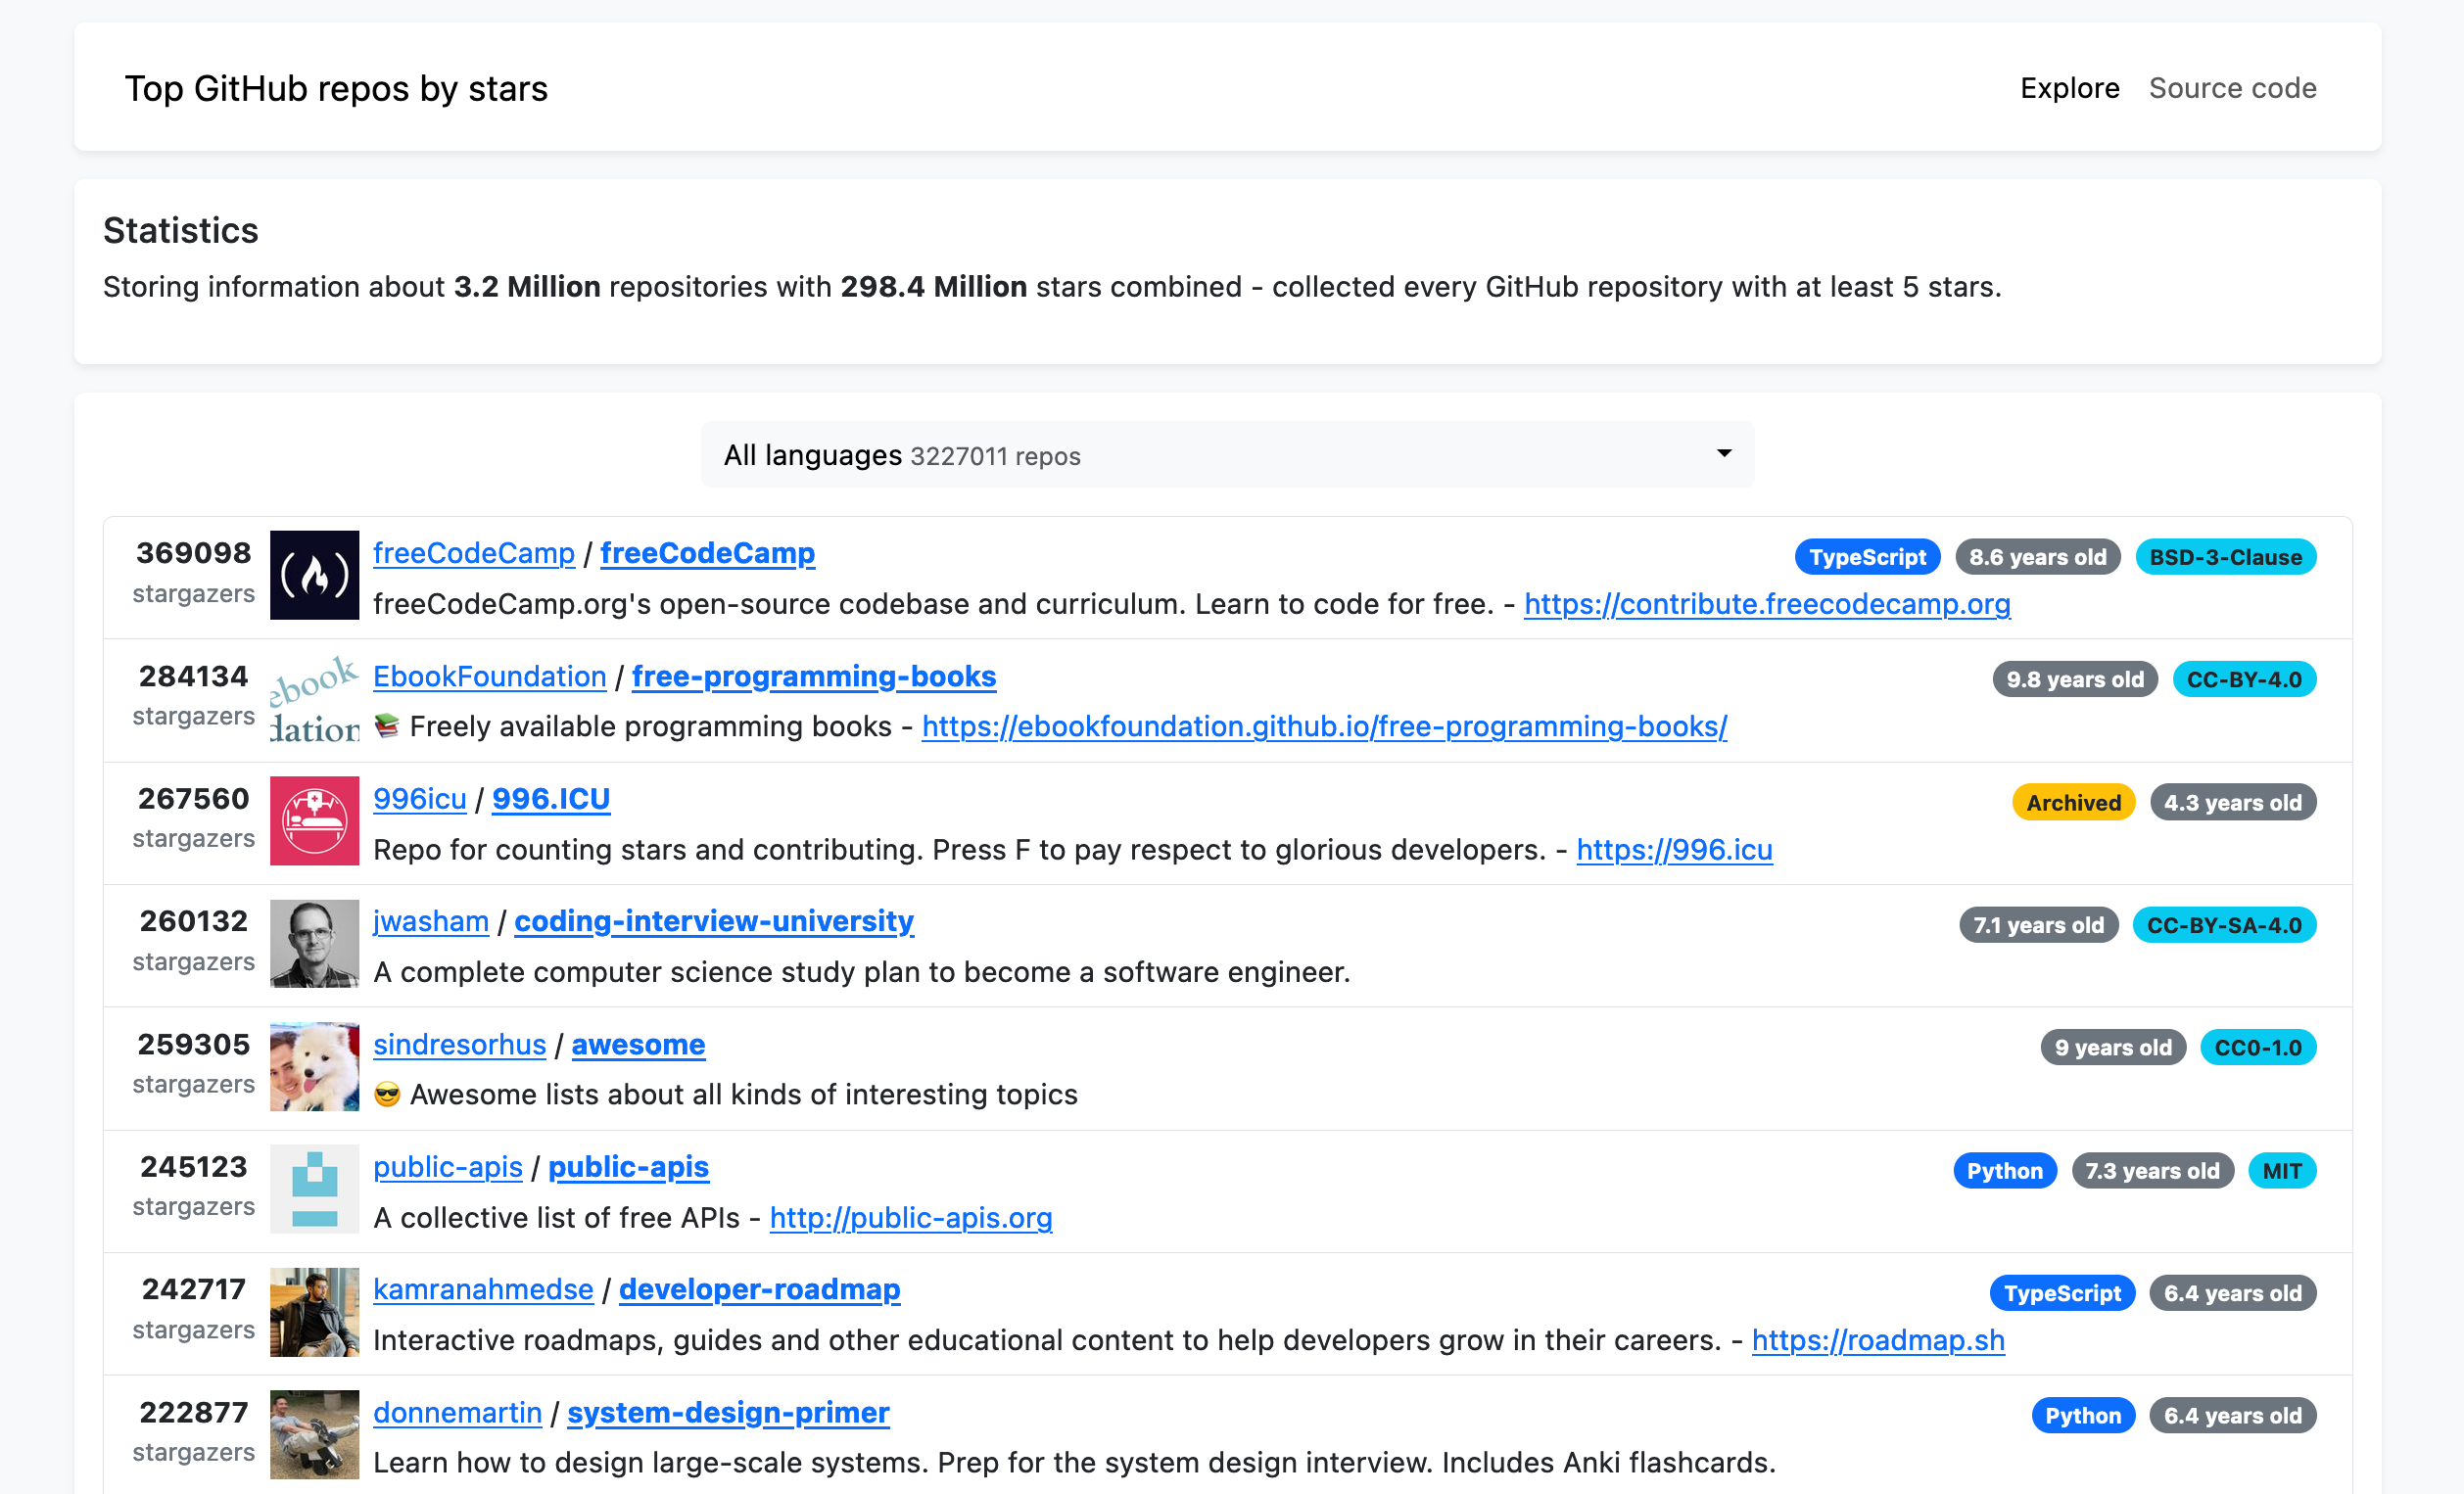 Top GitHub repos by stars
Explore Source code
Statistics
Storing information about 3.2 Million repositories with 298.4 Million stars combined - collected every GitHub repository with at least 5 stars.
All languages 3227011 repos
369098 stargazers
freeCodeCamp / freeCodeCamp
TypeScript 8.6 years old BSD-3-Clause
freeCodeCamp.org's open-source codebase and curriculum. Learn to code for free. - https://contribute.freecodecamp.org
284134 stargazers
ebook
dation
EbookFoundation / free-programming-books
9.8 years old CC-BY-4.0
📚 Freely available programming books - https://ebookfoundation.github.io/free-programming-books/
267560 stargazers
996icu / 996.ICU
Archived 4.3 years old
Repo for counting stars and contributing. Press F to pay respect to glorious developers. - https://996.icu
260132 stargazers
jwasham / coding-interview-university
7.1 years old CC-BY-SA-4.0
A complete computer science study plan to become a software engineer.
259305 stargazers
sindresorhus / awesome
9 years old CC0-1.0
😎 Awesome lists about all kinds of interesting topics
245123 stargazers
public-apis / public-apis
Python 7.3 years old MIT
A collective list of free APIs - http://public-apis.org
242717 stargazers
kamranahmedse / developer-roadmap
TypeScript 6.4 years old
Interactive roadmaps, guides and other educational content to help developers grow in their careers. - https://roadmap.sh
222877 stargazers
donnemartin / system-design-primer
Python 6.4 years old
Learn how to design large-scale systems. Prep for the system design interview. Includes Anki flashcards.